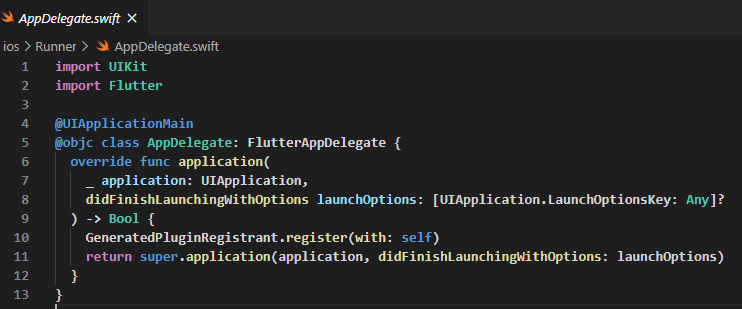 AppDelegate.swift ×
ios > Runner > AppDelegate.swift
1 import UIKit
2 import Flutter
3
4 @UIApplicationMain
5 @objc class AppDelegate: FlutterAppDelegate {
6   override func application(
7     _ application: UIApplication,
8     didFinishLaunchingWithOptions launchOptions: [UIApplication.LaunchOptionsKey: Any]?
9   ) -> Bool {
10     GeneratedPluginRegistrant.register(with: self)
11     return super.application(application, didFinishLaunchingWithOptions: launchOptions)
12   }
13 }